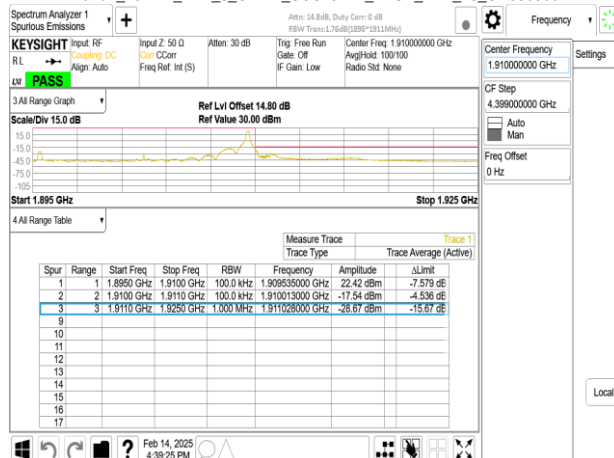 Spectrum Analyzer 1
Spurious Emissions
Attn: 14.8dB, Duty Corr: 0 dB
RBW Trans:1.76dB(1895~1911MHz)
Frequency
Settings
KEYSIGHT
RL
LXI
PASS
Input: RF
Coupling: DC
Align: Auto
Input Z: 50 Ω
Corr CCorr
Freq Ref: Int (S)
Atten: 30 dB
Trig: Free Run
Gate: Off
IF Gain: Low
Center Freq: 1.910000000 GHz
Avg|Hold: 100/100
Radio Std: None
Center Frequency
1.910000000 GHz
CF Step
4.399000000 GHz
Auto
Man
Freq Offset
0 Hz
Local
3 All Range Graph
Scale/Div 15.0 dB
Ref Lvl Offset 14.80 dB
Ref Value 30.00 dBm
15.0
-15.0
-45.0
-75.0
-105
Start 1.895 GHz
Stop 1.925 GHz
4 All Range Table
Measure Trace Trace 1
Trace Type Trace Average (Active)
Spur Range Start Freq Stop Freq RBW Frequency Amplitude ΔLimit
1 1 1.8950 GHz 1.9100 GHz 100.0 kHz 1.909535000 GHz 22.42 dBm -7.579 dB
2 2 1.9100 GHz 1.9110 GHz 100.0 kHz 1.910013000 GHz -17.54 dBm -4.536 dB
3 3 1.9110 GHz 1.9250 GHz 1.000 MHz 1.911028000 GHz -28.67 dBm -15.67 dB
9
10
11
12
13
14
15
16
17
?
Feb 14, 2025
4:39:25 PM